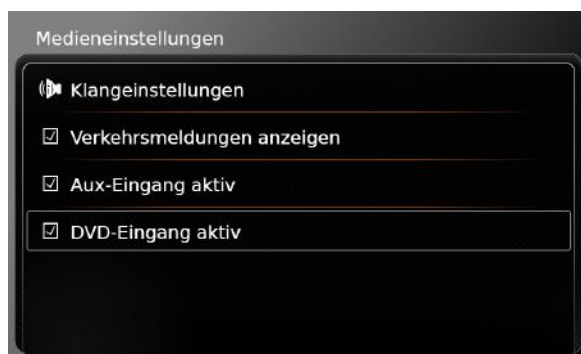 Medieneinstellungen
Klangeinstellungen
Verkehrsmeldungen anzeigen
Aux-Eingang aktiv
DVD-Eingang aktiv